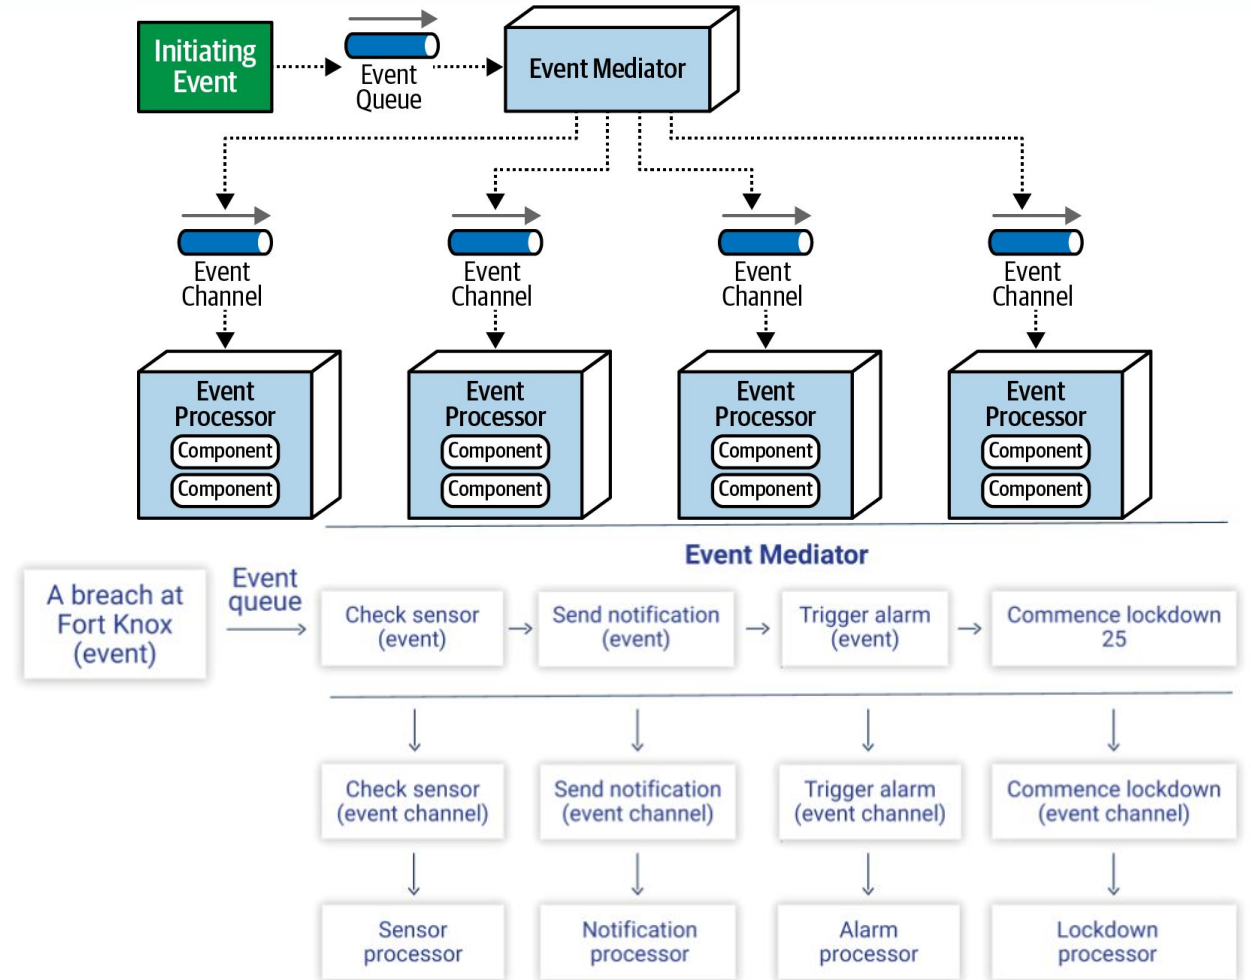 Initiating
Event
Event
Queue
Event Mediator
Event
Channel
Event
Channel
Event
Channel
Event
Channel
Event
Processor
Component
Component
Event
Processor
Component
Component
Event
Processor
Component
Component
Event
Processor
Component
Component
Event Mediator
A breach at
Fort Knox
(event)
Event
queue
Check sensor
(event)
Send notification
(event)
Trigger alarm
(event)
Commence lockdown
25
Check sensor
(event channel)
Send notification
(event channel)
Trigger alarm
(event channel)
Commence lockdown
(event channel)
Sensor
processor
Notification
processor
Alarm
processor
Lockdown
processor